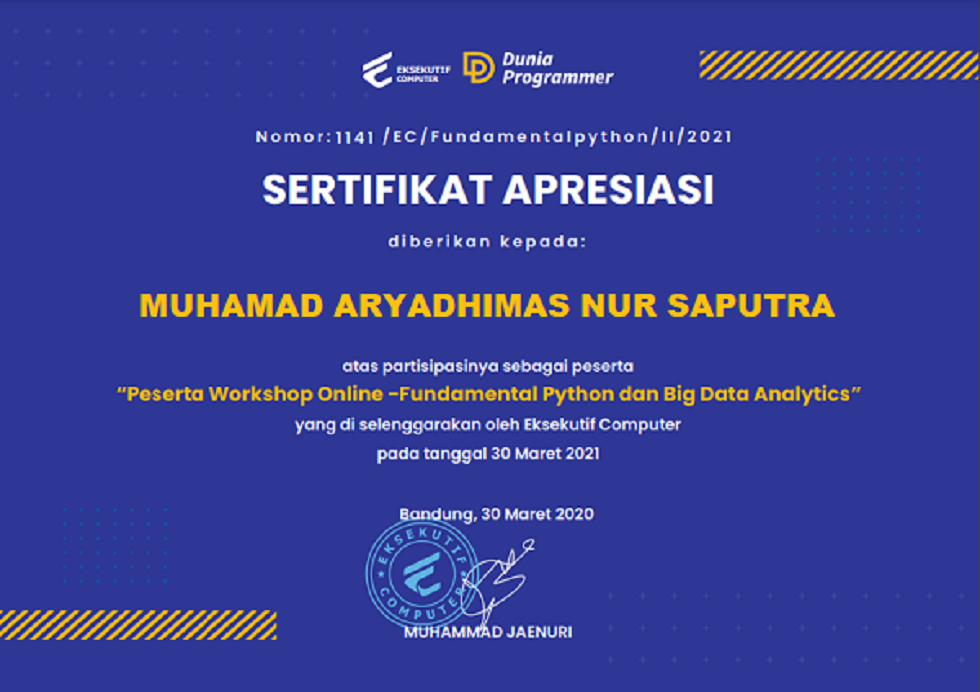 EKSEKUTIF
COMPUTER
Dunia
Programmer
Nomor:1141 /EC/Fundamentalpython/II/2021
SERTIFIKAT APRESIASI
diberikan kepada:
MUHAMAD ARYADHIMAS NUR SAPUTRA
atas partisipasinya sebagai peserta
“Peserta Workshop Online -Fundamental Python dan Big Data Analytics”
yang di selenggarakan oleh Eksekutif Computer
pada tanggal 30 Maret 2021
Bandung, 30 Maret 2020
EKSEKUTIF
COMPUTER
MUHAMMAD JAENURI